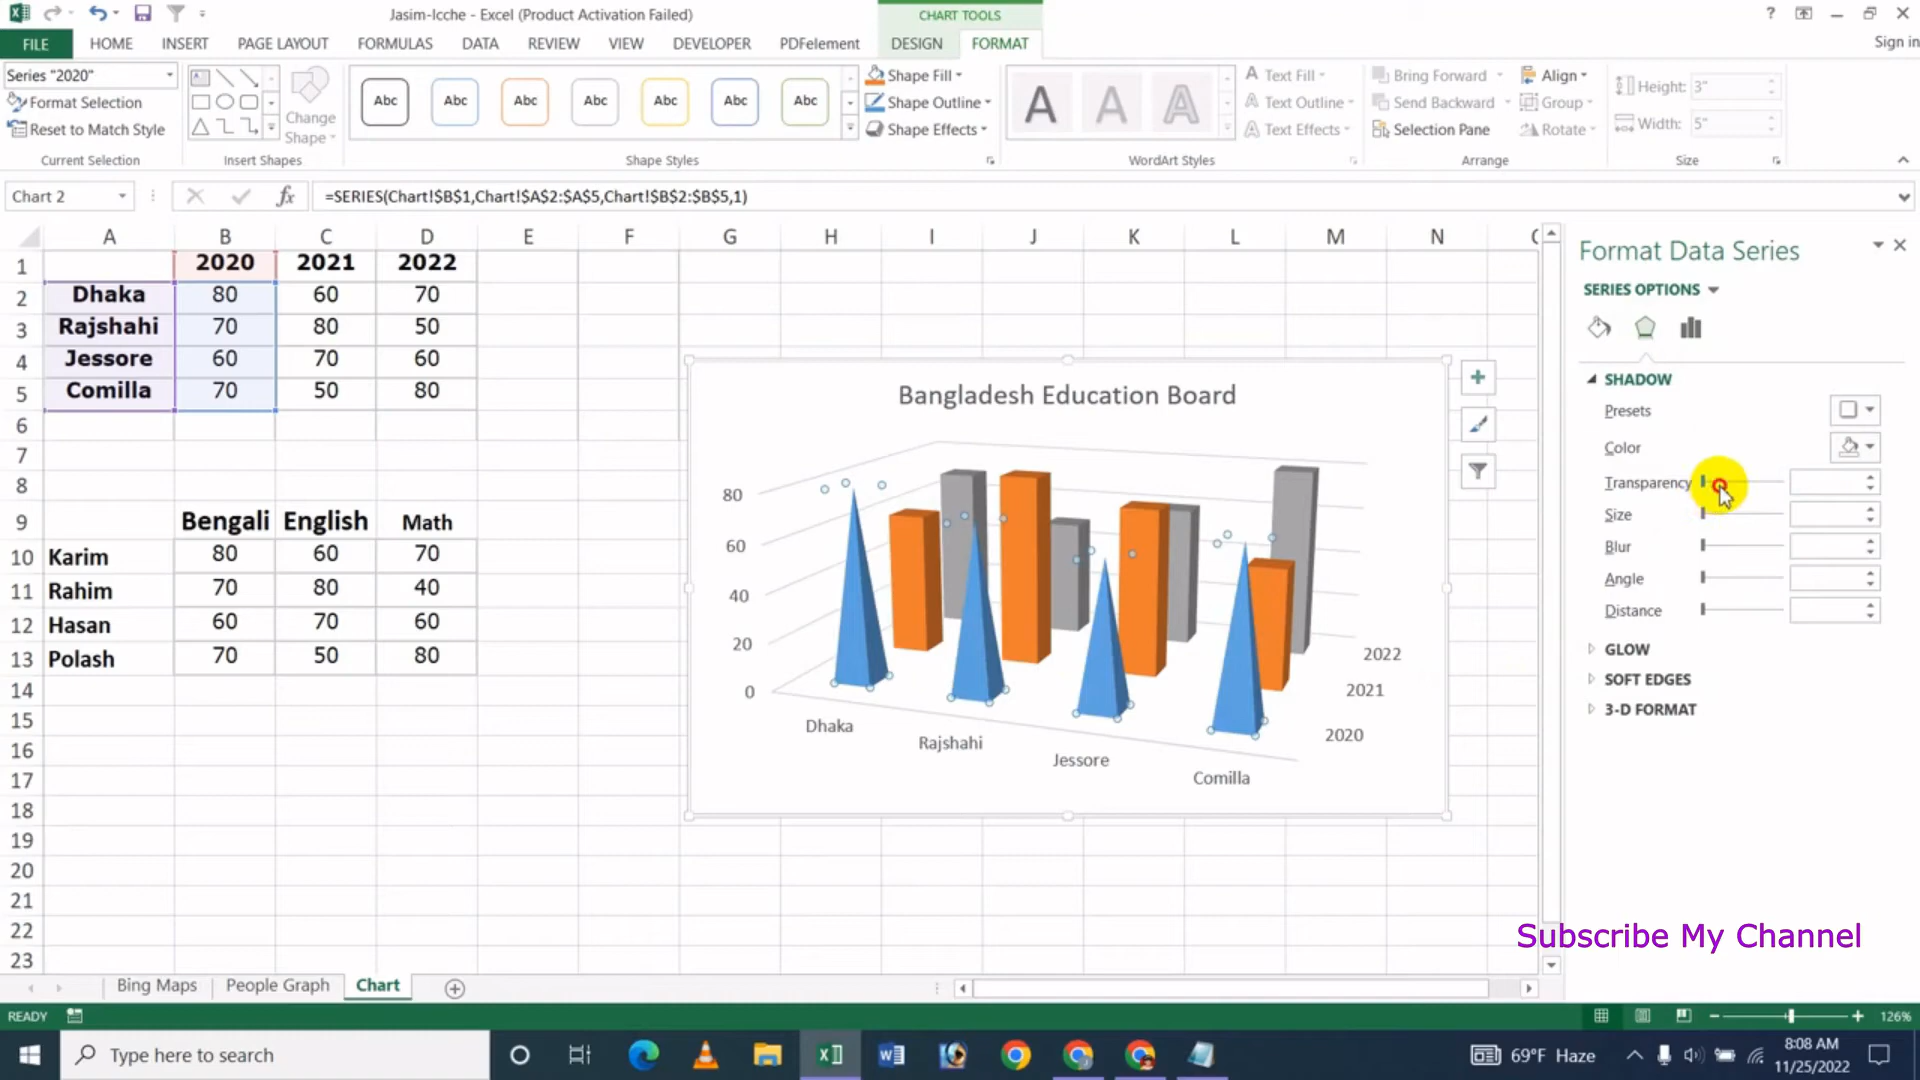 Jasim-Icche - Excel (Product Activation Failed)
CHART TOOLS
?
FILE HOME INSERT PAGE LAYOUT FORMULAS DATA REVIEW VIEW DEVELOPER PDFelement DESIGN FORMAT Sign in
Series "2020"
Format Selection
Reset to Match Style
Current Selection
Change
Shape
Insert Shapes
Abc Abc Abc Abc Abc Abc Abc
Shape Styles
Shape Fill
Shape Outline
Shape Effects
A A A
WordArt Styles
Text Fill
Text Outline
Text Effects
Bring Forward
Send Backward
Selection Pane
Align
Group
Rotate
Arrange
Height: 3"
Width: 5"
Size
Chart 2 fx =SERIES(Chart!$B$1,Chart!$A$2:$A$5,Chart!$B$2:$B$5,1)
A B C D E F G H I J K L M N
1 2020 2021 2022
2 Dhaka 80 60 70
3 Rajshahi 70 80 50
4 Jessore 60 70 60
5 Comilla 70 50 80
6
7
8
9 Bengali English Math
10 Karim 80 60 70
11 Rahim 70 80 40
12 Hasan 60 70 60
13 Polash 70 50 80
14
15
16
17
18
19
20
21
22
23
Bangladesh Education Board
80
60
40
20
0
Dhaka
Rajshahi
Jessore
Comilla
2022
2021
2020
Format Data Series
SERIES OPTIONS
SHADOW
Presets
Color
Transparency
Size
Blur
Angle
Distance
GLOW
SOFT EDGES
3-D FORMAT
Subscribe My Channel
Bing Maps People Graph Chart
READY 126%
Type here to search
69°F Haze
8:08 AM
11/25/2022